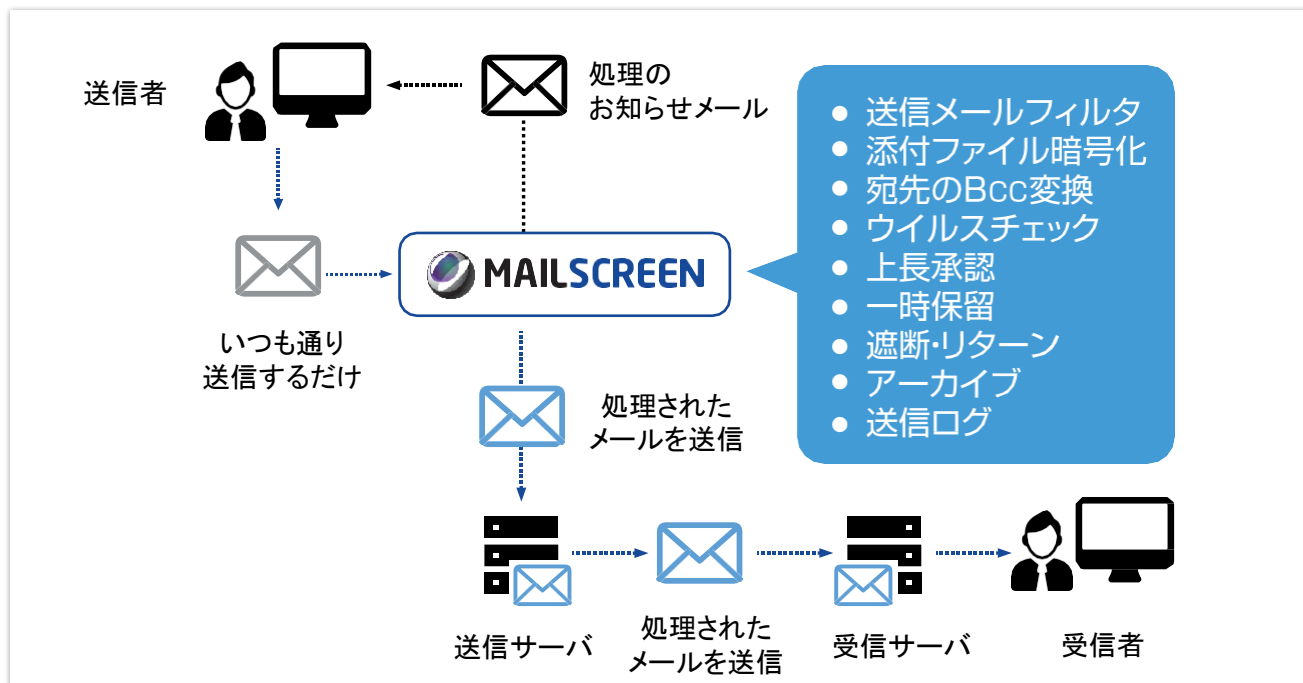 送信者
処理の
お知らせメール
いつも通り
送信するだけ
MAILSCREEN
● 送信メールフィルタ
● 添付ファイル暗号化
● 宛先のBcc変換
● ウイルスチェック
● 上長承認
● 一時保留
● 遮断・リターン
● アーカイブ
● 送信ログ
処理された
メールを送信
送信サーバ
処理された
メールを送信
受信サーバ
受信者